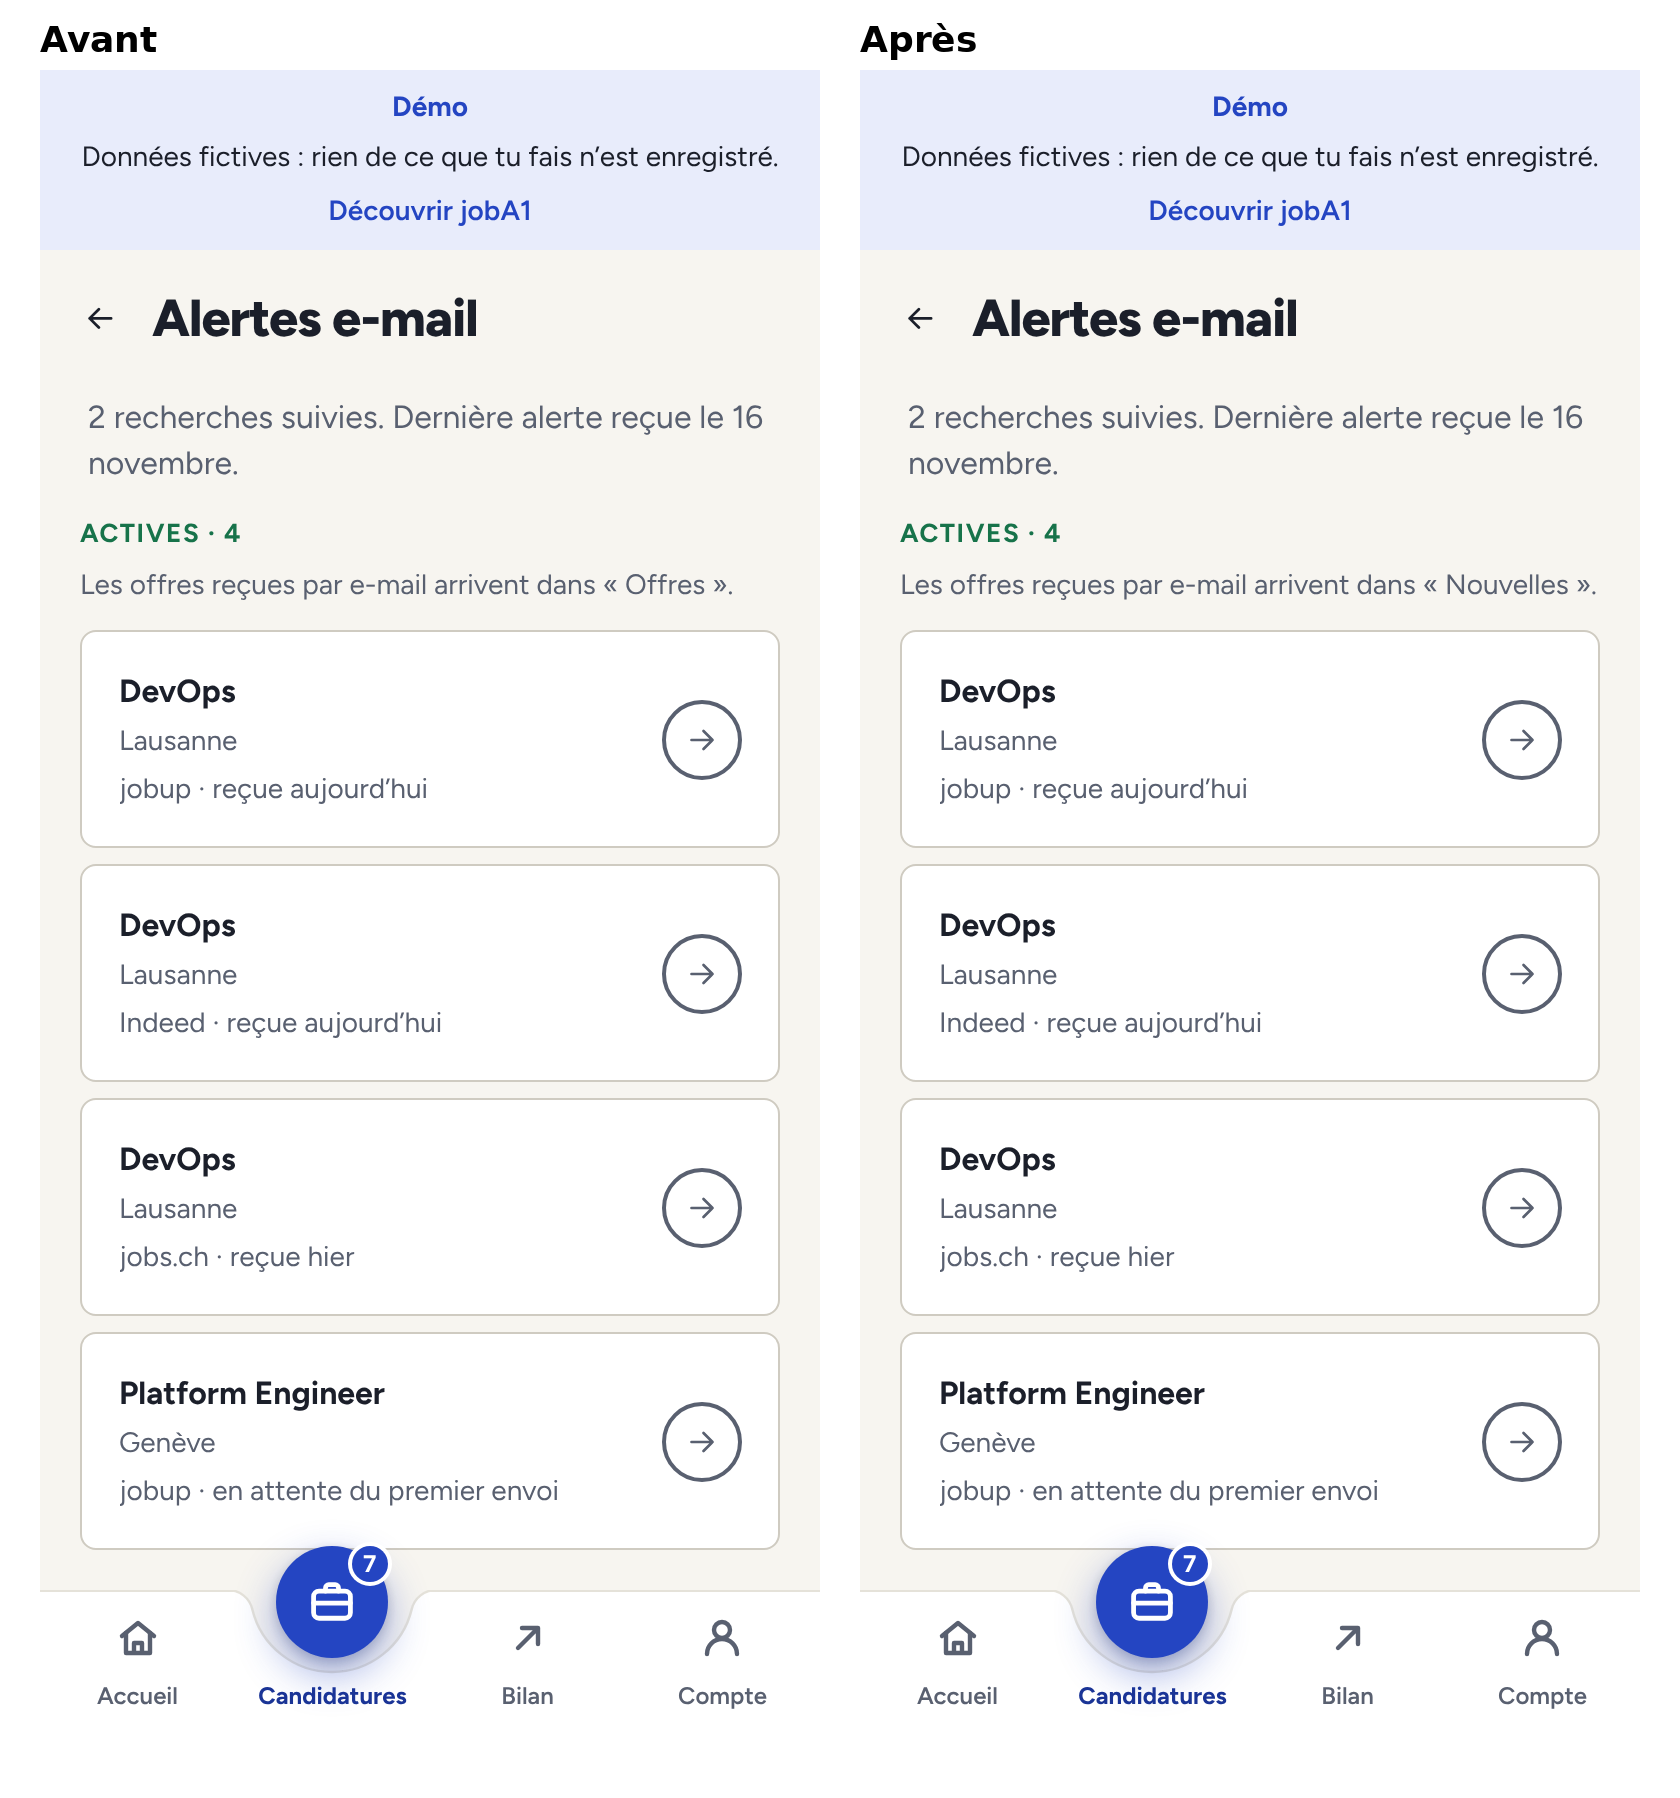 Avant
Démo
Données fictives : rien de ce que tu fais n’est enregistré.
Découvrir jobA1
Alertes e-mail
2 recherches suivies. Dernière alerte reçue le 16
novembre.
ACTIVES · 4
Les offres reçues par e-mail arrivent dans « Offres ».
DevOps
Lausanne
jobup · reçue aujourd’hui
DevOps
Lausanne
Indeed · reçue aujourd’hui
DevOps
Lausanne
jobs.ch · reçue hier
Platform Engineer
Genève
jobup · en attente du premier envoi
7
Accueil
Candidatures
Bilan
Compte
Après
Démo
Données fictives : rien de ce que tu fais n’est enregistré.
Découvrir jobA1
Alertes e-mail
2 recherches suivies. Dernière alerte reçue le 16
novembre.
ACTIVES · 4
Les offres reçues par e-mail arrivent dans « Nouvelles ».
DevOps
Lausanne
jobup · reçue aujourd’hui
DevOps
Lausanne
Indeed · reçue aujourd’hui
DevOps
Lausanne
jobs.ch · reçue hier
Platform Engineer
Genève
jobup · en attente du premier envoi
7
Accueil
Candidatures
Bilan
Compte